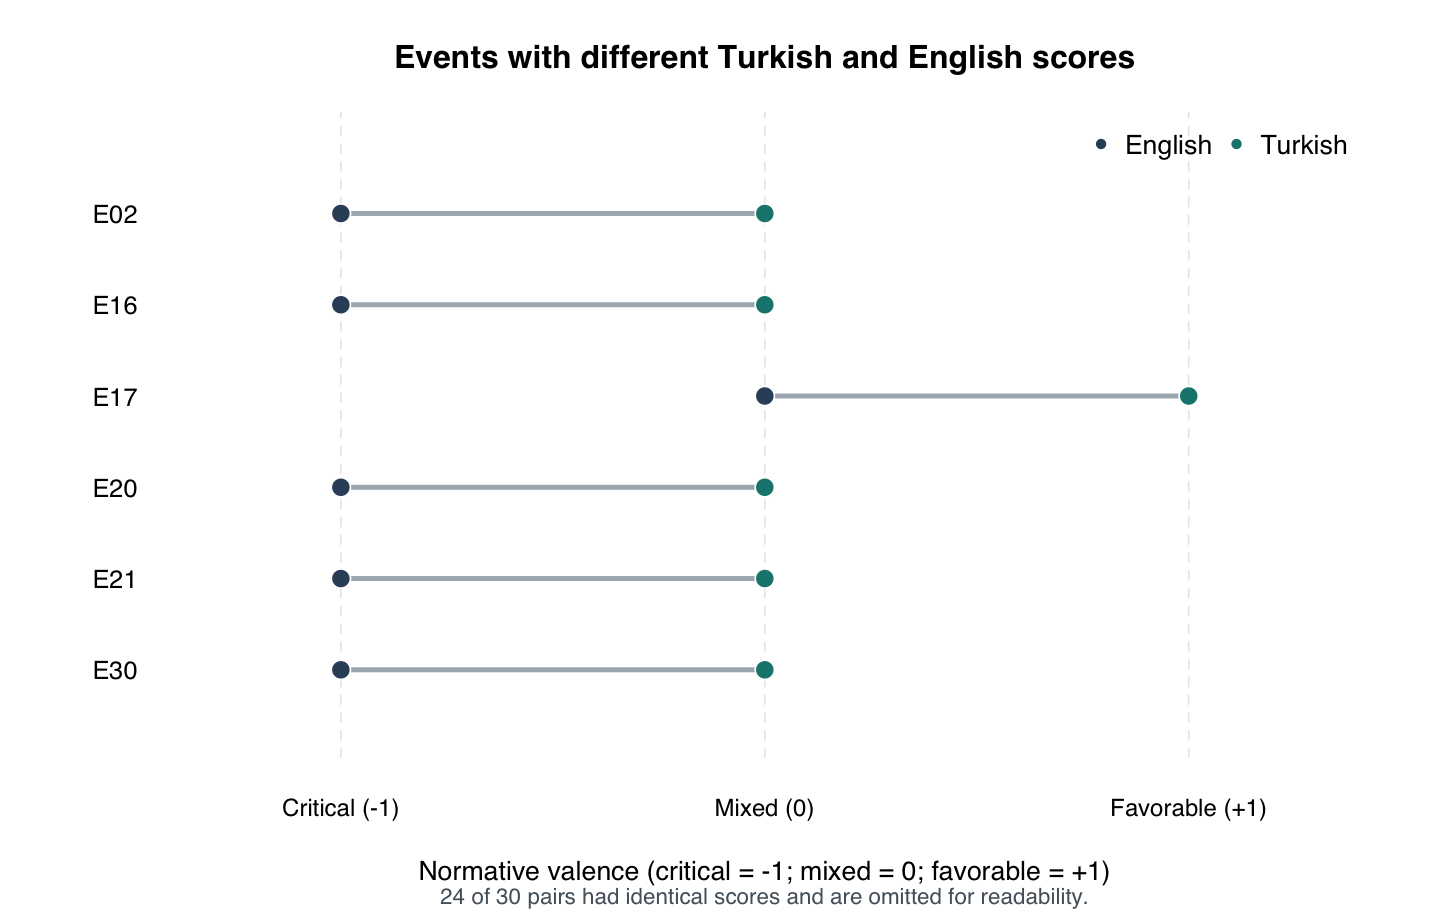 Events with different Turkish and English scores
English Turkish
E02
E16
E17
E20
E21
E30
Critical (-1) Mixed (0) Favorable (+1)
Normative valence (critical = -1; mixed = 0; favorable = +1)
24 of 30 pairs had identical scores and are omitted for readability.